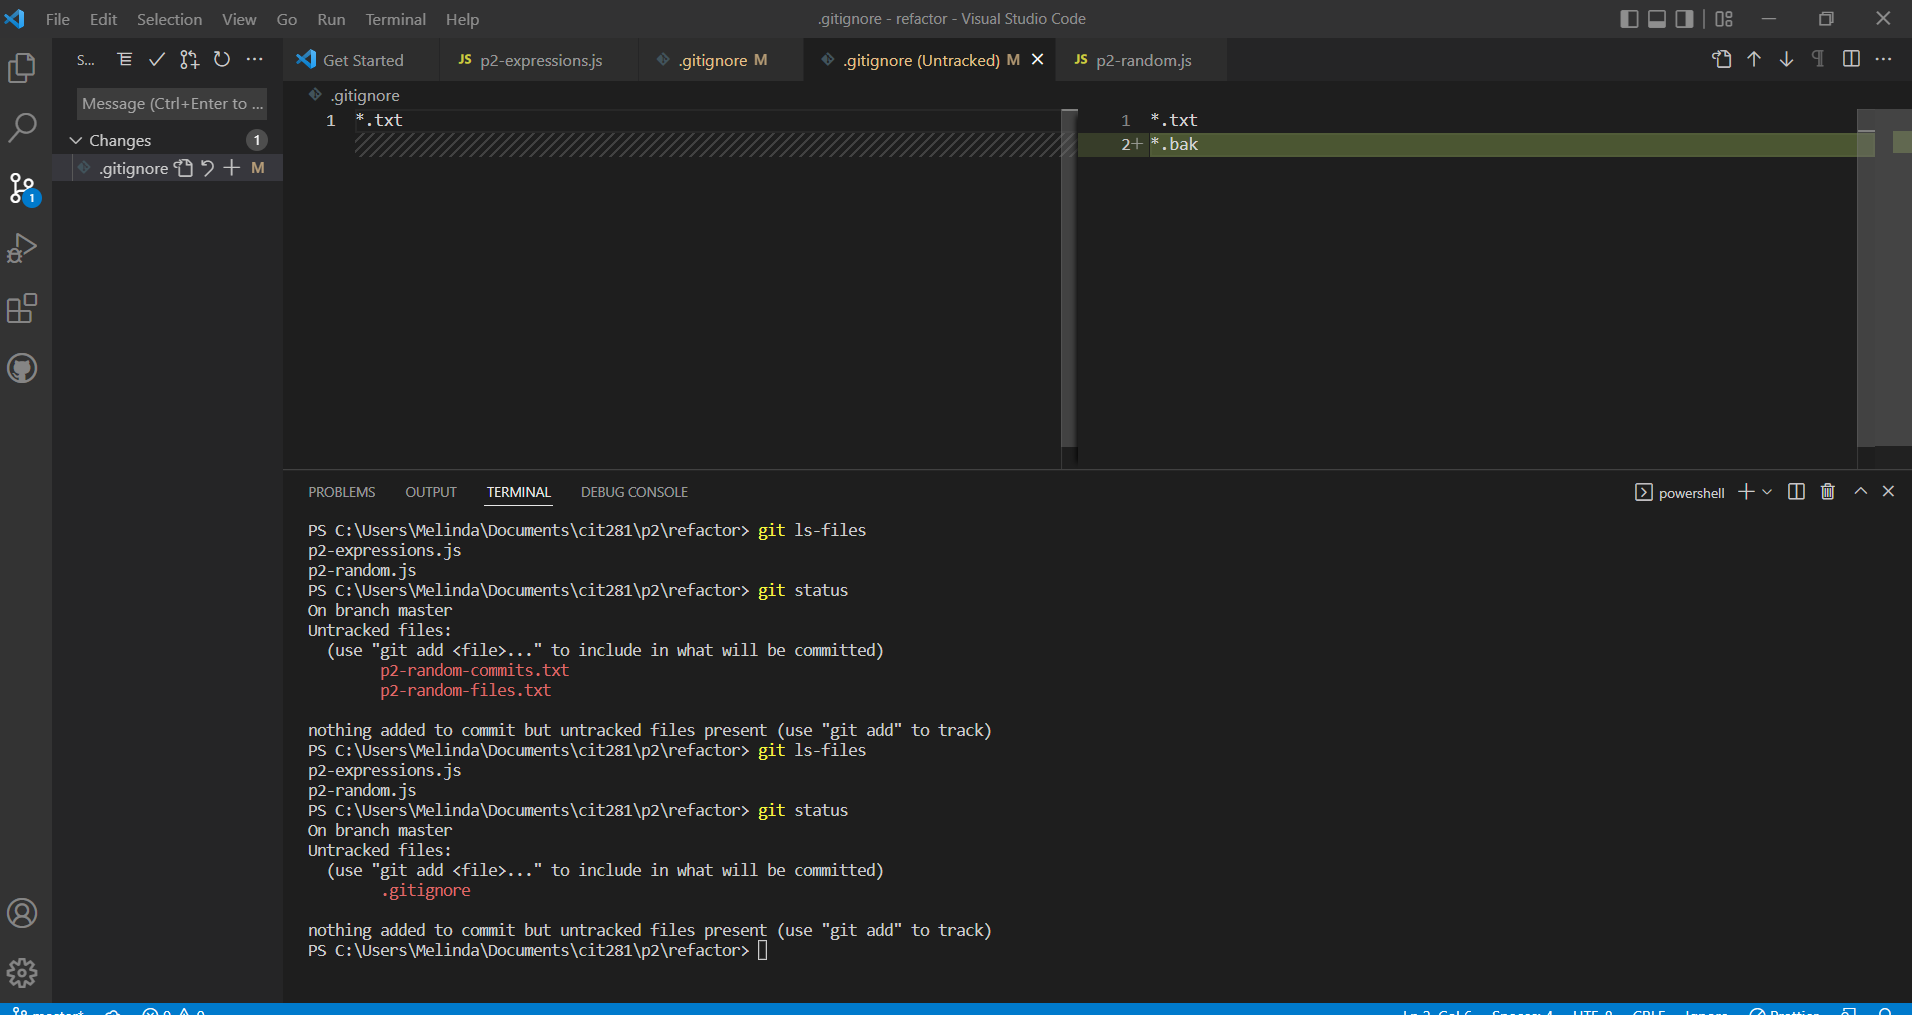 File Edit Selection View Go Run Terminal Help
.gitignore - refactor - Visual Studio Code
S...
Get Started
JS p2-expressions.js
.gitignore M
.gitignore (Untracked) M
JS p2-random.js
Message (Ctrl+Enter to ...
Changes 1
.gitignore M
1
.gitignore
1 *.txt
1 *.txt
2+ *.bak
PROBLEMS OUTPUT TERMINAL DEBUG CONSOLE
powershell
PS C:\Users\Melinda\Documents\cit281\p2\refactor> git ls-files
p2-expressions.js
p2-random.js
PS C:\Users\Melinda\Documents\cit281\p2\refactor> git status
On branch master
Untracked files:
(use "git add <file>..." to include in what will be committed)
p2-random-commits.txt
p2-random-files.txt
nothing added to commit but untracked files present (use "git add" to track)
PS C:\Users\Melinda\Documents\cit281\p2\refactor> git ls-files
p2-expressions.js
p2-random.js
PS C:\Users\Melinda\Documents\cit281\p2\refactor> git status
On branch master
Untracked files:
(use "git add <file>..." to include in what will be committed)
.gitignore
nothing added to commit but untracked files present (use "git add" to track)
PS C:\Users\Melinda\Documents\cit281\p2\refactor>